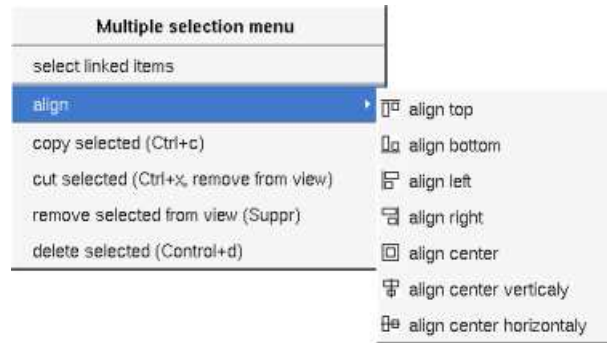 Multiple selection menu
select linked items
align
copy selected (Ctrl+c)
cut selected (Ctrl+x, remove from view)
remove selected from view (Suppr)
delete selected (Control+d)
align top
align bottom
align left
align right
align center
align center verticaly
align center horizontaly